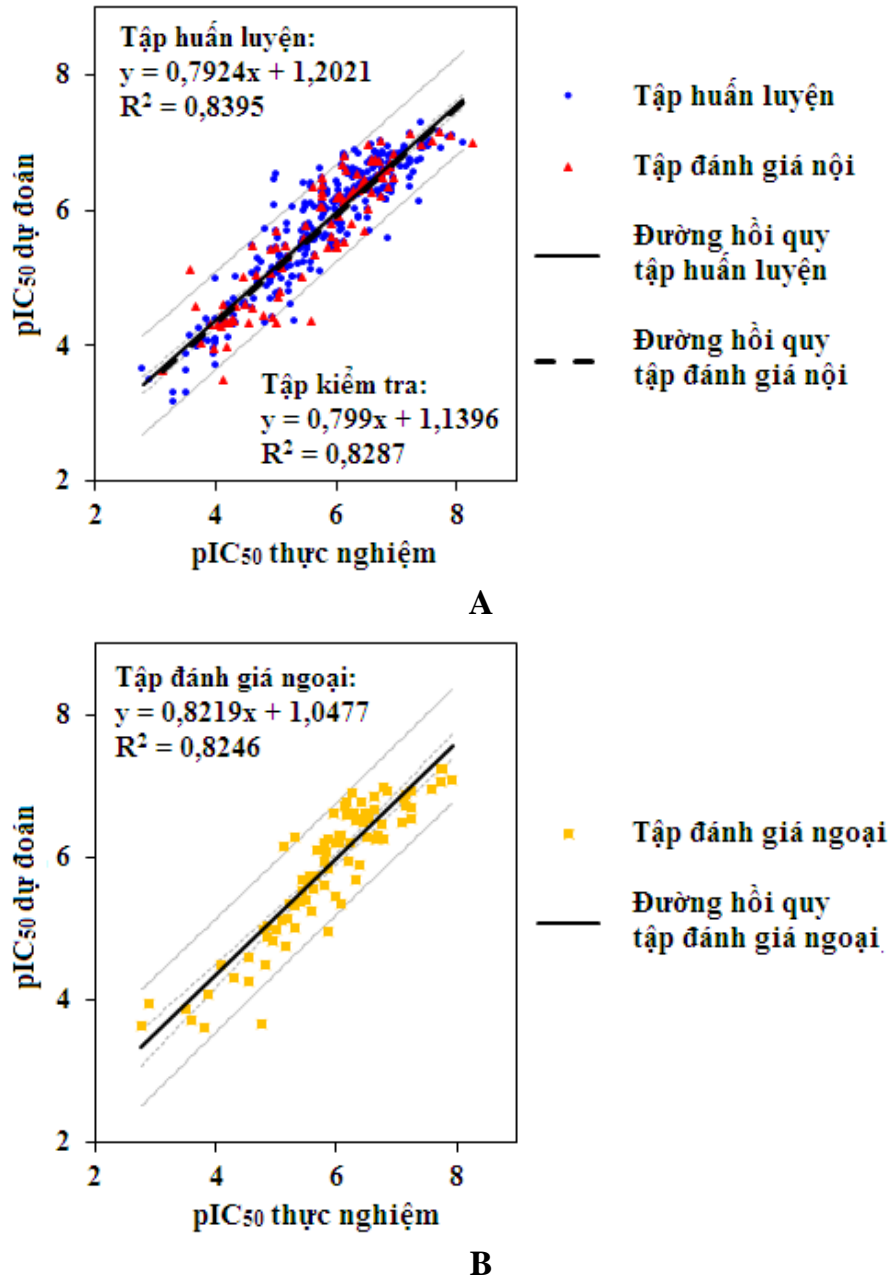 Tập huấn luyện:
y = 0,7924x + 1,2021
R² = 0,8395
8
6
4
2
pIC₅₀ dự đoán
Tập kiểm tra:
y = 0,799x + 1,1396
R² = 0,8287
2 4 6 8
pIC₅₀ thực nghiệm
Tập huấn luyện
Tập đánh giá nội
Đường hồi quy
tập huấn luyện
Đường hồi quy
tập đánh giá nội
A
Tập đánh giá ngoại:
y = 0,8219x + 1,0477
R² = 0,8246
8
6
4
2
pIC₅₀ dự đoán
2 4 6 8
pIC₅₀ thực nghiệm
Tập đánh giá ngoại
Đường hồi quy
tập đánh giá ngoại.
B